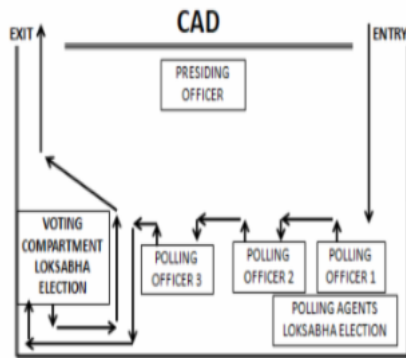 CAD
EXIT
ENTRY
PRESIDING
OFFICER
VOTING
COMPARTMENT
LOKSABHA
ELECTION
POLLING
OFFICER 3
POLLING
OFFICER 2
POLLING
OFFICER 1
POLLING AGENTS
LOKSABHA ELECTION